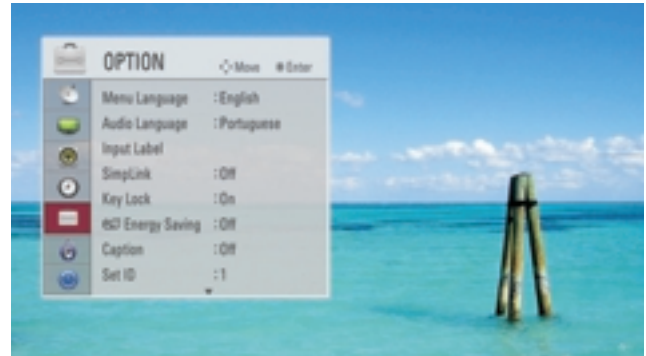 OPTION Move Enter
Menu Language : English
Audio Language : Portuguese
Input Label
SimpLink : Off
Key Lock : On
Energy Saving : Off
Caption : Off
Set ID : 1